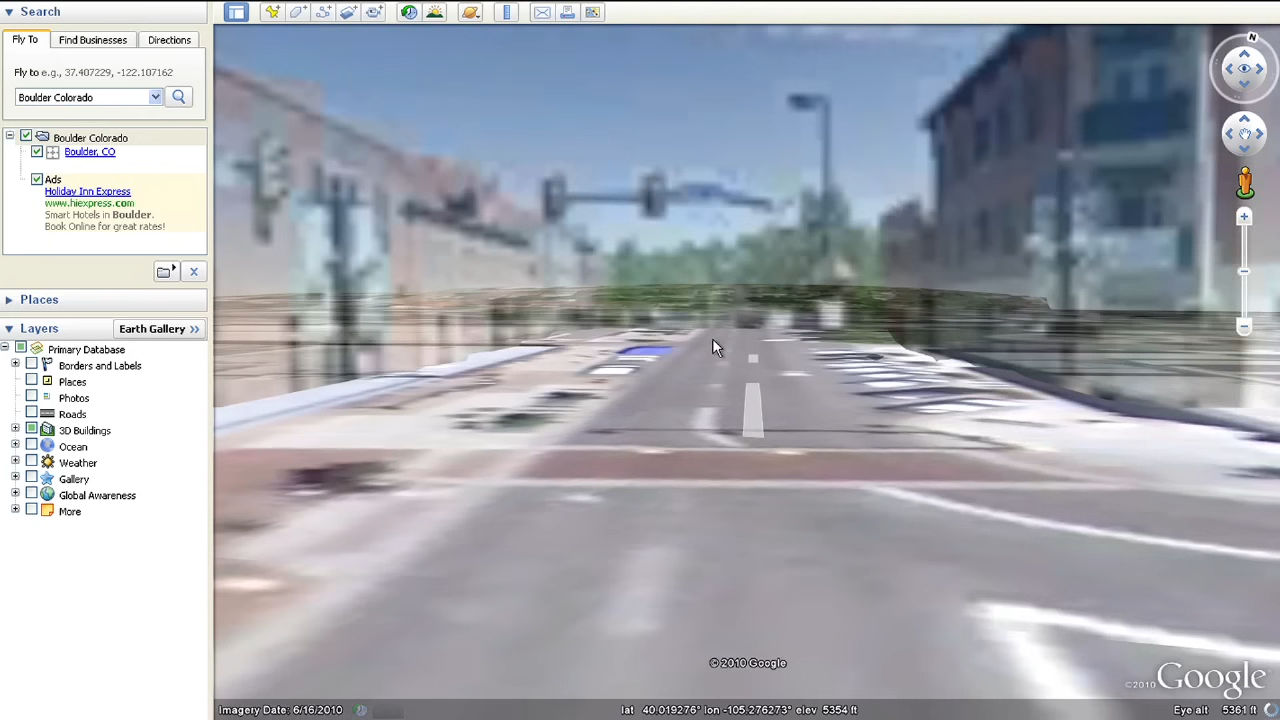 Search
Fly To
Find Businesses
Directions
Fly to e.g., 37.407229, -122.107162
Boulder Colorado
Boulder Colorado
Boulder, CO
Ads
Holiday Inn Express
www.hiexpress.com
Smart Hotels in Boulder.
Book Online for great rates!
Places
Layers
Earth Gallery >>
Primary Database
Borders and Labels
Places
Photos
Roads
3D Buildings
Ocean
Weather
Gallery
Global Awareness
More
N
© 2010 Google
©2010 Google
Imagery Date: 6/16/2010
lat 40.019276° lon -105.276273° elev 5354 ft
Eye alt 5361 ft